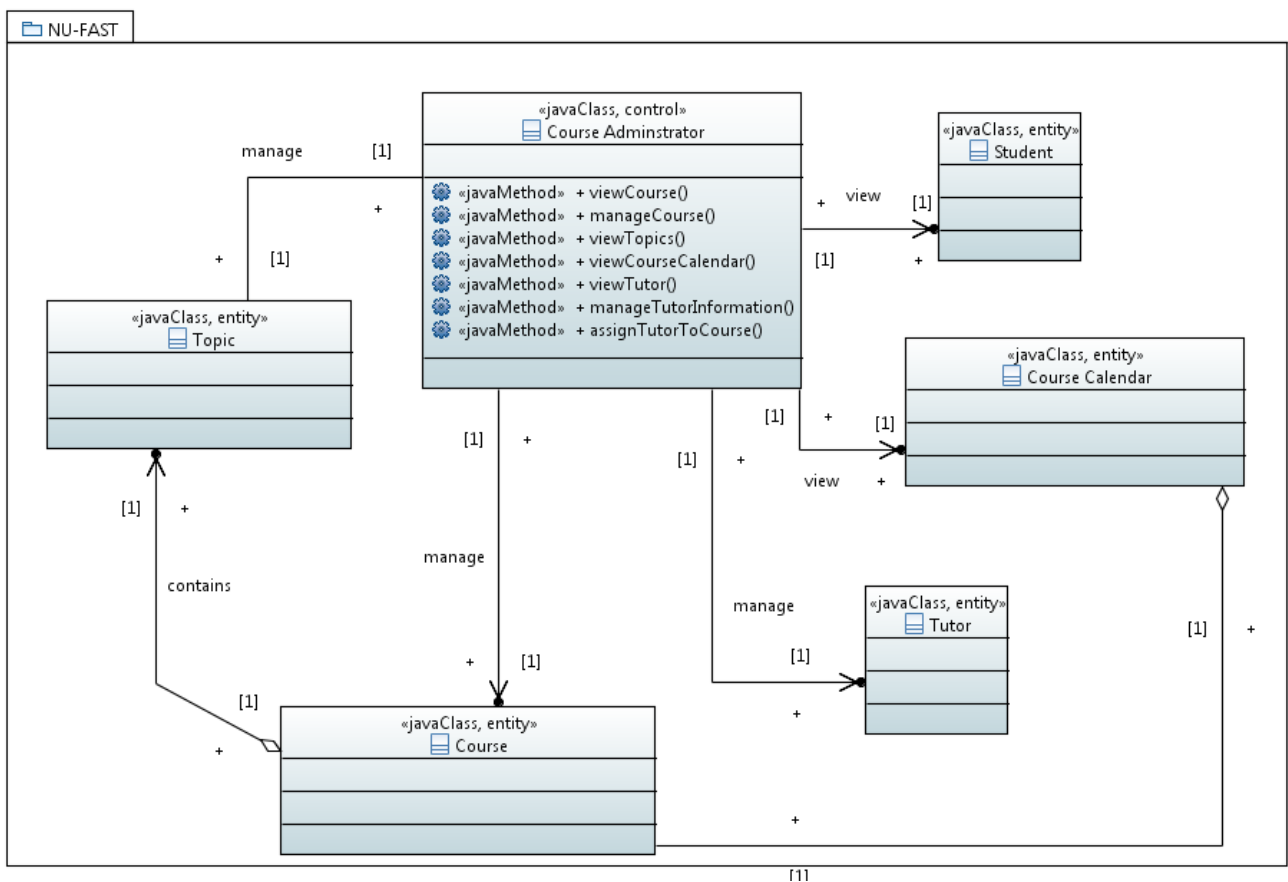 NU-FAST
«javaClass, control»
Course Adminstrator
«javaMethod» + viewCourse()
«javaMethod» + manageCourse()
«javaMethod» + viewTopics()
«javaMethod» + viewCourseCalendar()
«javaMethod» + viewTutor()
«javaMethod» + manageTutorInformation()
«javaMethod» + assignTutorToCourse()
manage
[1]
+
+
[1]
«javaClass, entity»
Student
+
view
[1]
[1]
+
«javaClass, entity»
Topic
«javaClass, entity»
Course Calendar
[1]
+
[1]
view
+
[1]
+
[1]
+
[1]
+
contains
manage
manage
«javaClass, entity»
Tutor
[1]
+
[1]
+
+
[1]
[1]
+
«javaClass, entity»
Course
+
[1]